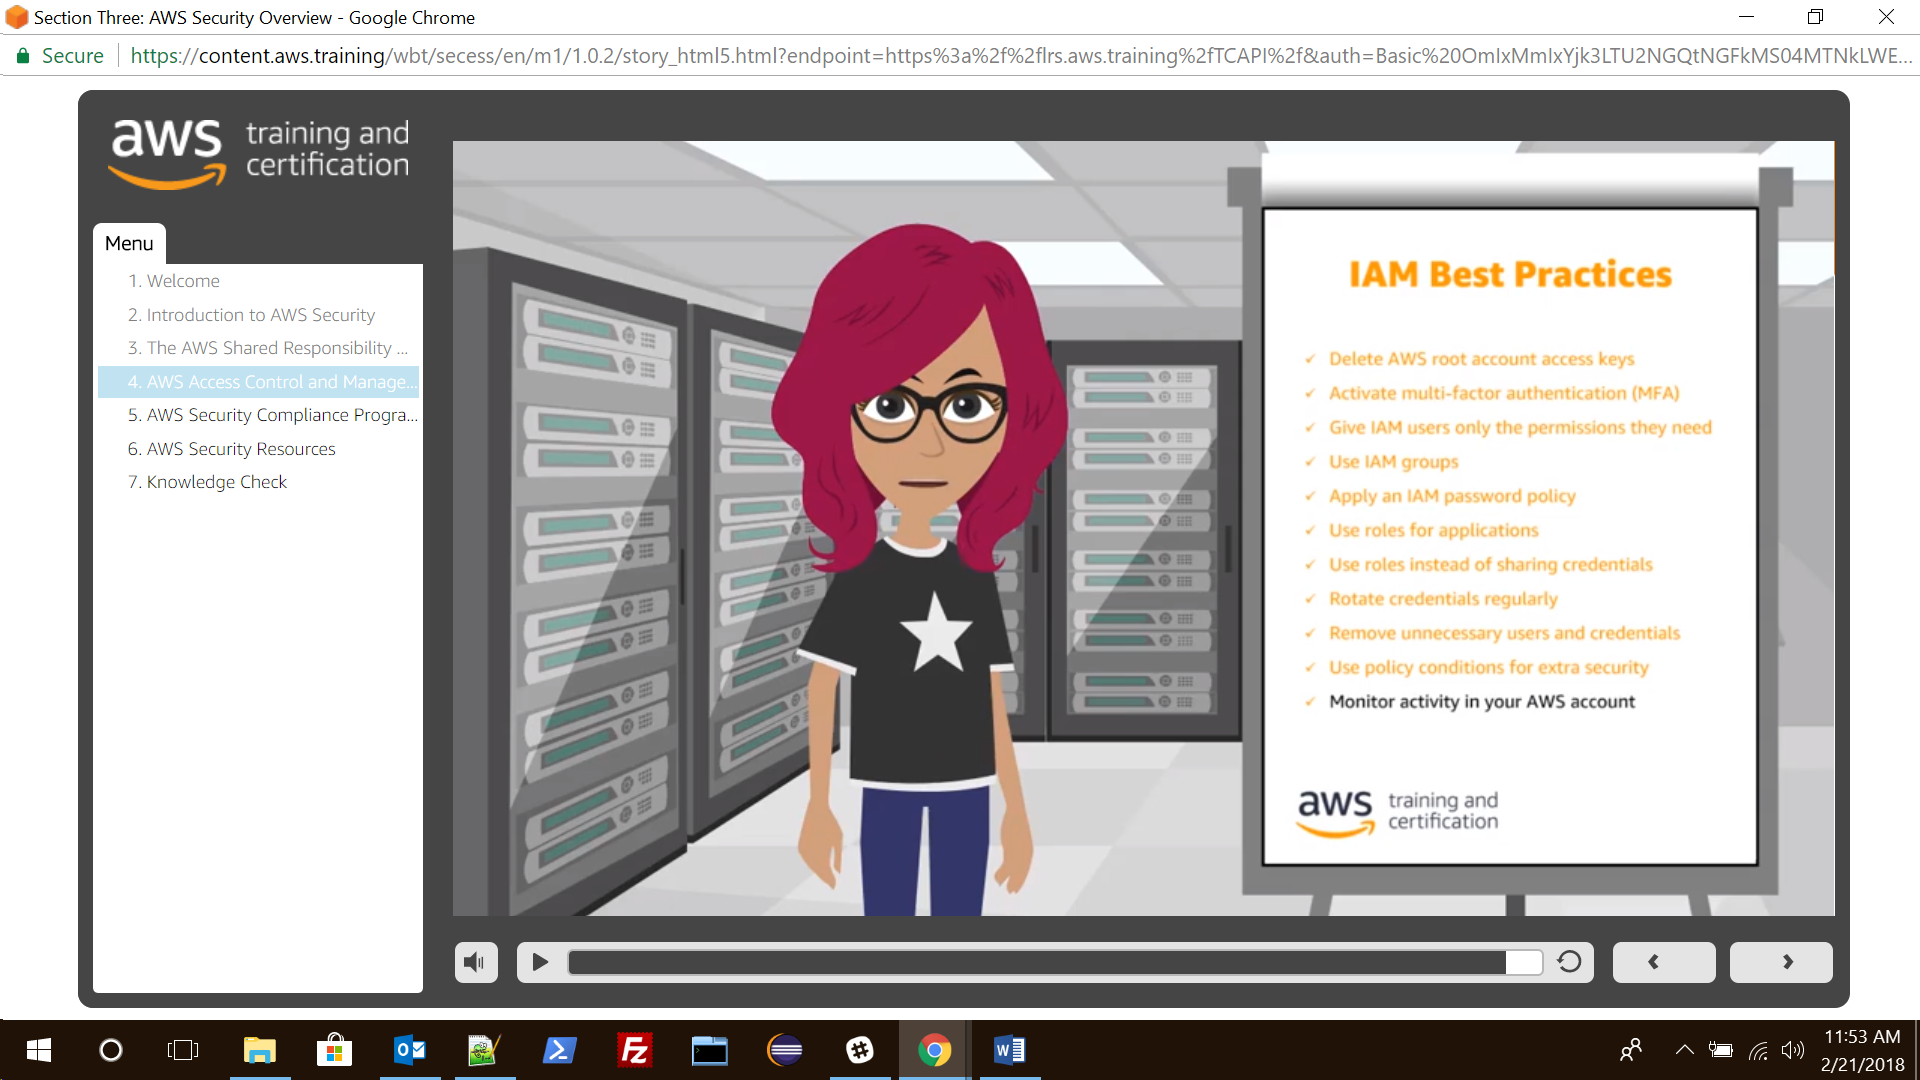 Section Three: AWS Security Overview - Google Chrome
Secure
https://content.aws.training/wbt/secess/en/m1/1.0.2/story_html5.html?endpoint=https%3a%2f%2flrs.aws.training%2fTCAPI%2f&auth=Basic%20OmIxMmIxYjk3LTU2NGQtNGFkMS04MTNkLWE...
aws training and
certification
Menu
1. Welcome
2. Introduction to AWS Security
3. The AWS Shared Responsibility ...
4. AWS Access Control and Manage...
5. AWS Security Compliance Progra...
6. AWS Security Resources
7. Knowledge Check
IAM Best Practices
✓ Delete AWS root account access keys
✓ Activate multi-factor authentication (MFA)
✓ Give IAM users only the permissions they need
✓ Use IAM groups
✓ Apply an IAM password policy
✓ Use roles for applications
✓ Use roles instead of sharing credentials
✓ Rotate credentials regularly
✓ Remove unnecessary users and credentials
✓ Use policy conditions for extra security
✓ Monitor activity in your AWS account
aws training and
certification
11:53 AM
2/21/2018